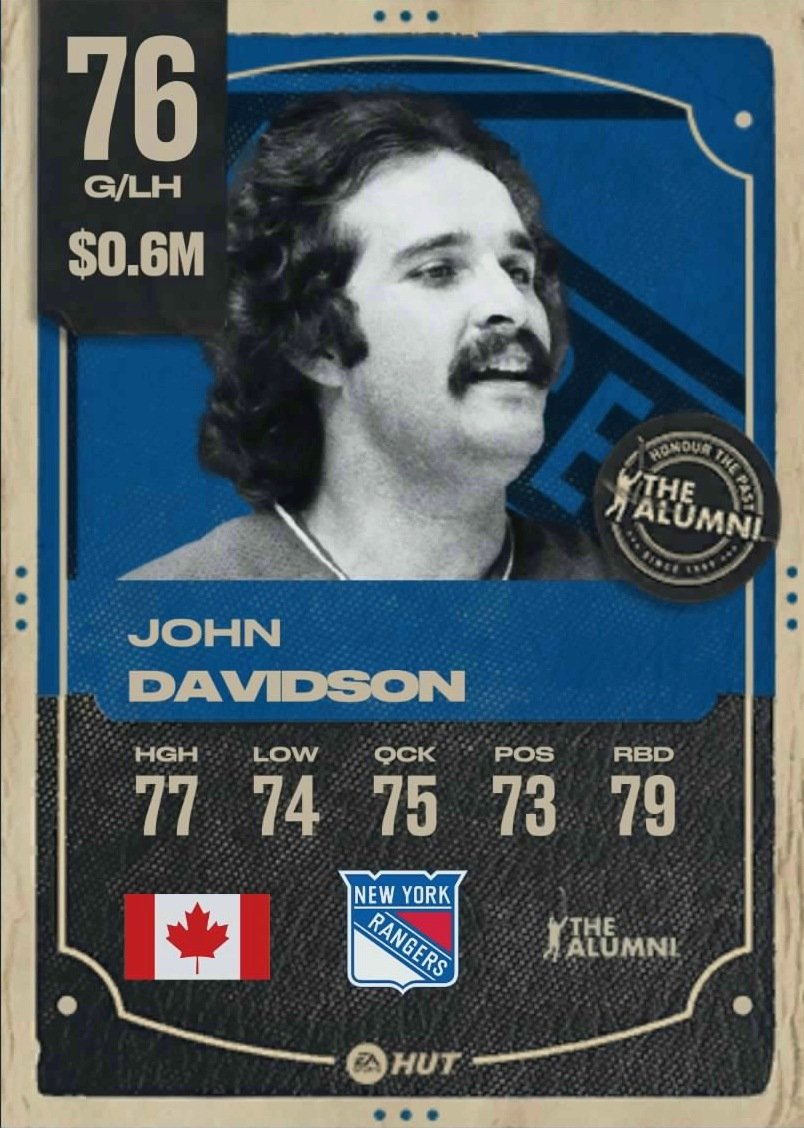 76
G/LH
$0.6M
HONOUR THE PAST
THE
ALUMNI
JOHN
DAVIDSON
HGH LOW QCK POS RBD
77 74 75 73 79
NEW YORK
RANGERS
THE
ALUMNI
EA HUT